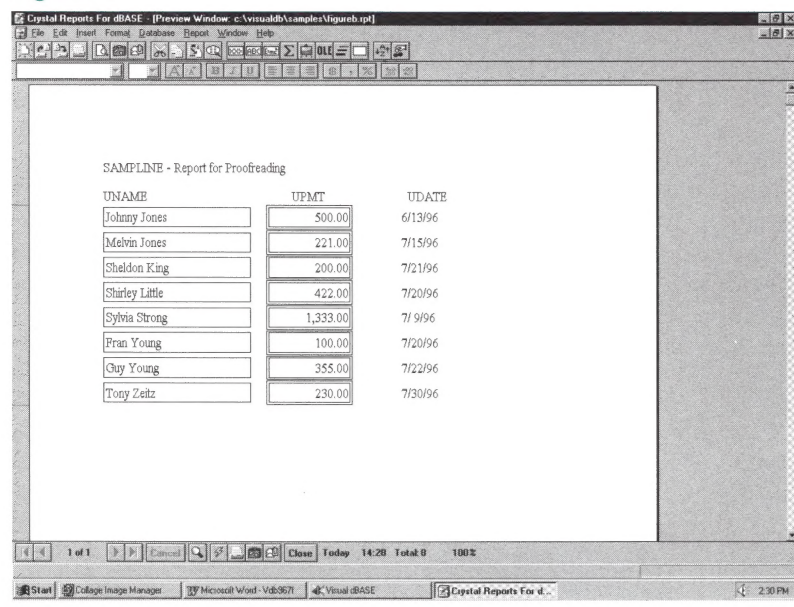 Crystal Reports For dBASE - [Preview Window: c:\visualdb\samples\figureb.rpt]
File Edit Insert Format Database Report Window Help
OLE
B I U
SAMPLINE - Report for Proofreading
UNAME UPMT UDATE
Johnny Jones 500.00 6/13/96
Melvin Jones 221.00 7/15/96
Sheldon King 200.00 7/21/96
Shirley Little 422.00 7/20/96
Sylvia Strong 1,333.00 7/ 9/96
Fran Young 100.00 7/20/96
Guy Young 355.00 7/22/96
Tony Zeitz 230.00 7/30/96
1 of 1 Cancel Close Today 14:28 Total:8 100%
Start Collage Image Manager Microsoft Word - Vdb3671 Visual dBASE Crystal Reports For d... 2:30 PM